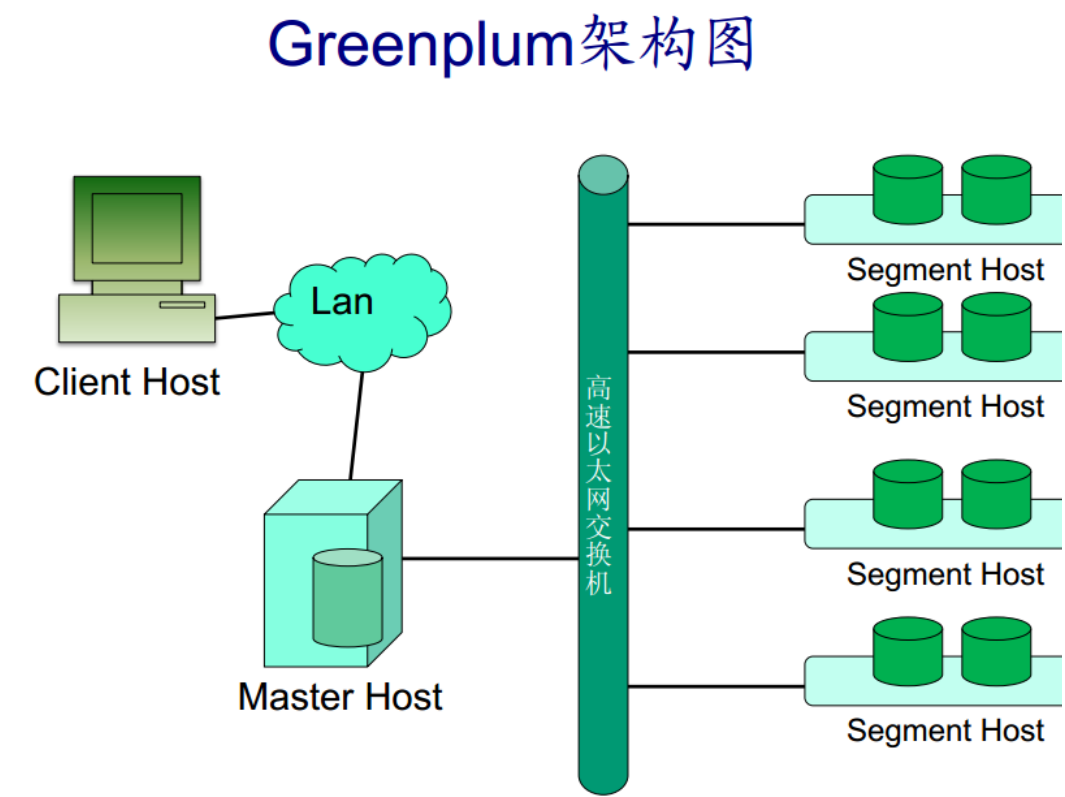 Greenplum架构图
Lan
Client Host
Master Host
高速以太网交换机
Segment Host
Segment Host
Segment Host
Segment Host